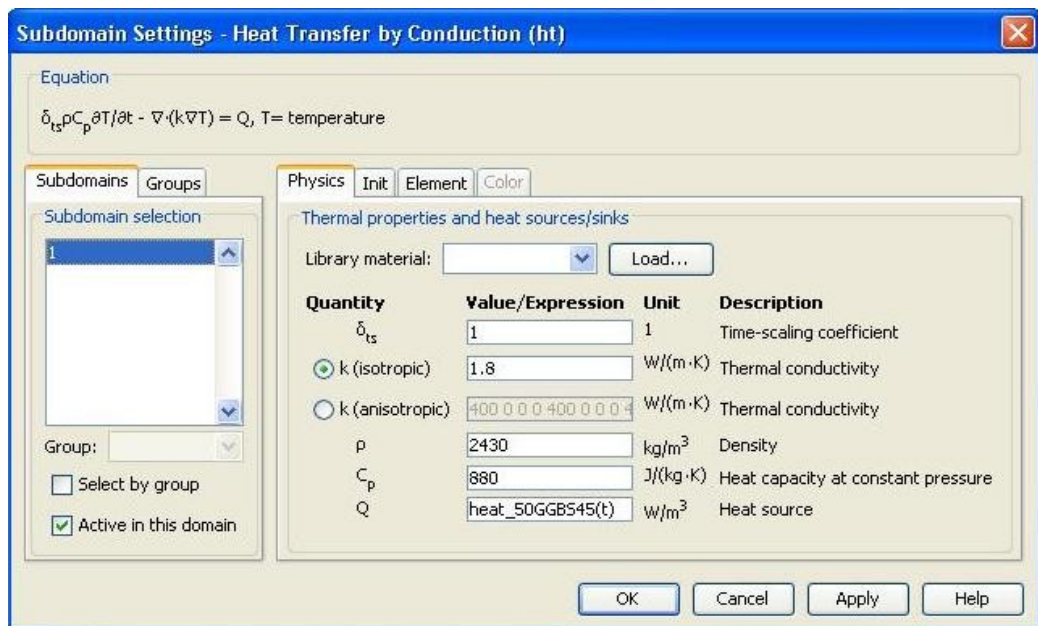 Subdomain Settings - Heat Transfer by Conduction (ht)
Equation
δtsρCp∂T/∂t - ∇·(k∇T) = Q, T= temperature
Subdomains Groups
Subdomain selection
1
Group:
Select by group
Active in this domain
Physics Init Element Color
Thermal properties and heat sources/sinks
Library material: Load...
Quantity Value/Expression Unit Description
δts 1 1 Time-scaling coefficient
k (isotropic) 1.8 W/(m·K) Thermal conductivity
k (anisotropic) 400 0 0 0 400 0 0 0 4 W/(m·K) Thermal conductivity
ρ 2430 kg/m³ Density
Cp 880 J/(kg·K) Heat capacity at constant pressure
Q heat_50GGBS45(t) W/m³ Heat source
OK Cancel Apply Help